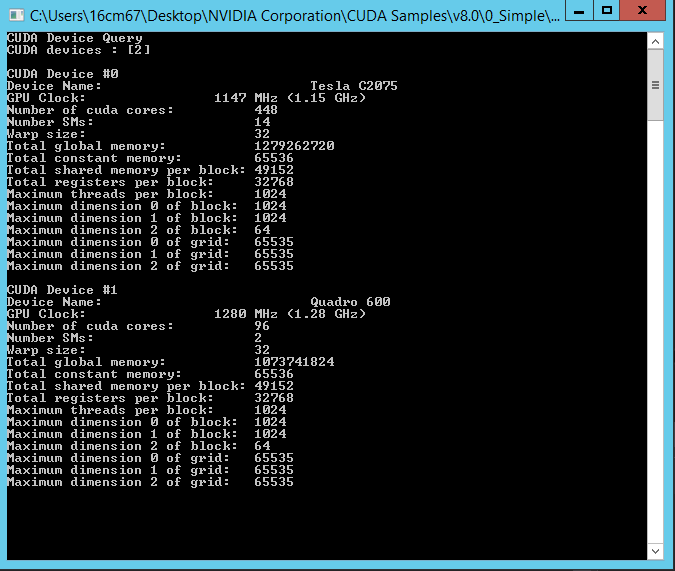 C:\Users\16cm67\Desktop\NVIDIA Corporation\CUDA Samples\v8.0\0_Simple\...
CUDA Device Query
CUDA devices : [2]
CUDA Device #0
Device Name: Tesla C2075
GPU Clock: 1147 MHz (1.15 GHz)
Number of cuda cores: 448
Number SMs: 14
Warp size: 32
Total global memory: 1279262720
Total constant memory: 65536
Total shared memory per block: 49152
Total registers per block: 32768
Maximum threads per block: 1024
Maximum dimension 0 of block: 1024
Maximum dimension 1 of block: 1024
Maximum dimension 2 of block: 64
Maximum dimension 0 of grid: 65535
Maximum dimension 1 of grid: 65535
Maximum dimension 2 of grid: 65535
CUDA Device #1
Device Name: Quadro 600
GPU Clock: 1280 MHz (1.28 GHz)
Number of cuda cores: 96
Number SMs: 2
Warp size: 32
Total global memory: 1073741824
Total constant memory: 65536
Total shared memory per block: 49152
Total registers per block: 32768
Maximum threads per block: 1024
Maximum dimension 0 of block: 1024
Maximum dimension 1 of block: 1024
Maximum dimension 2 of block: 64
Maximum dimension 0 of grid: 65535
Maximum dimension 1 of grid: 65535
Maximum dimension 2 of grid: 65535